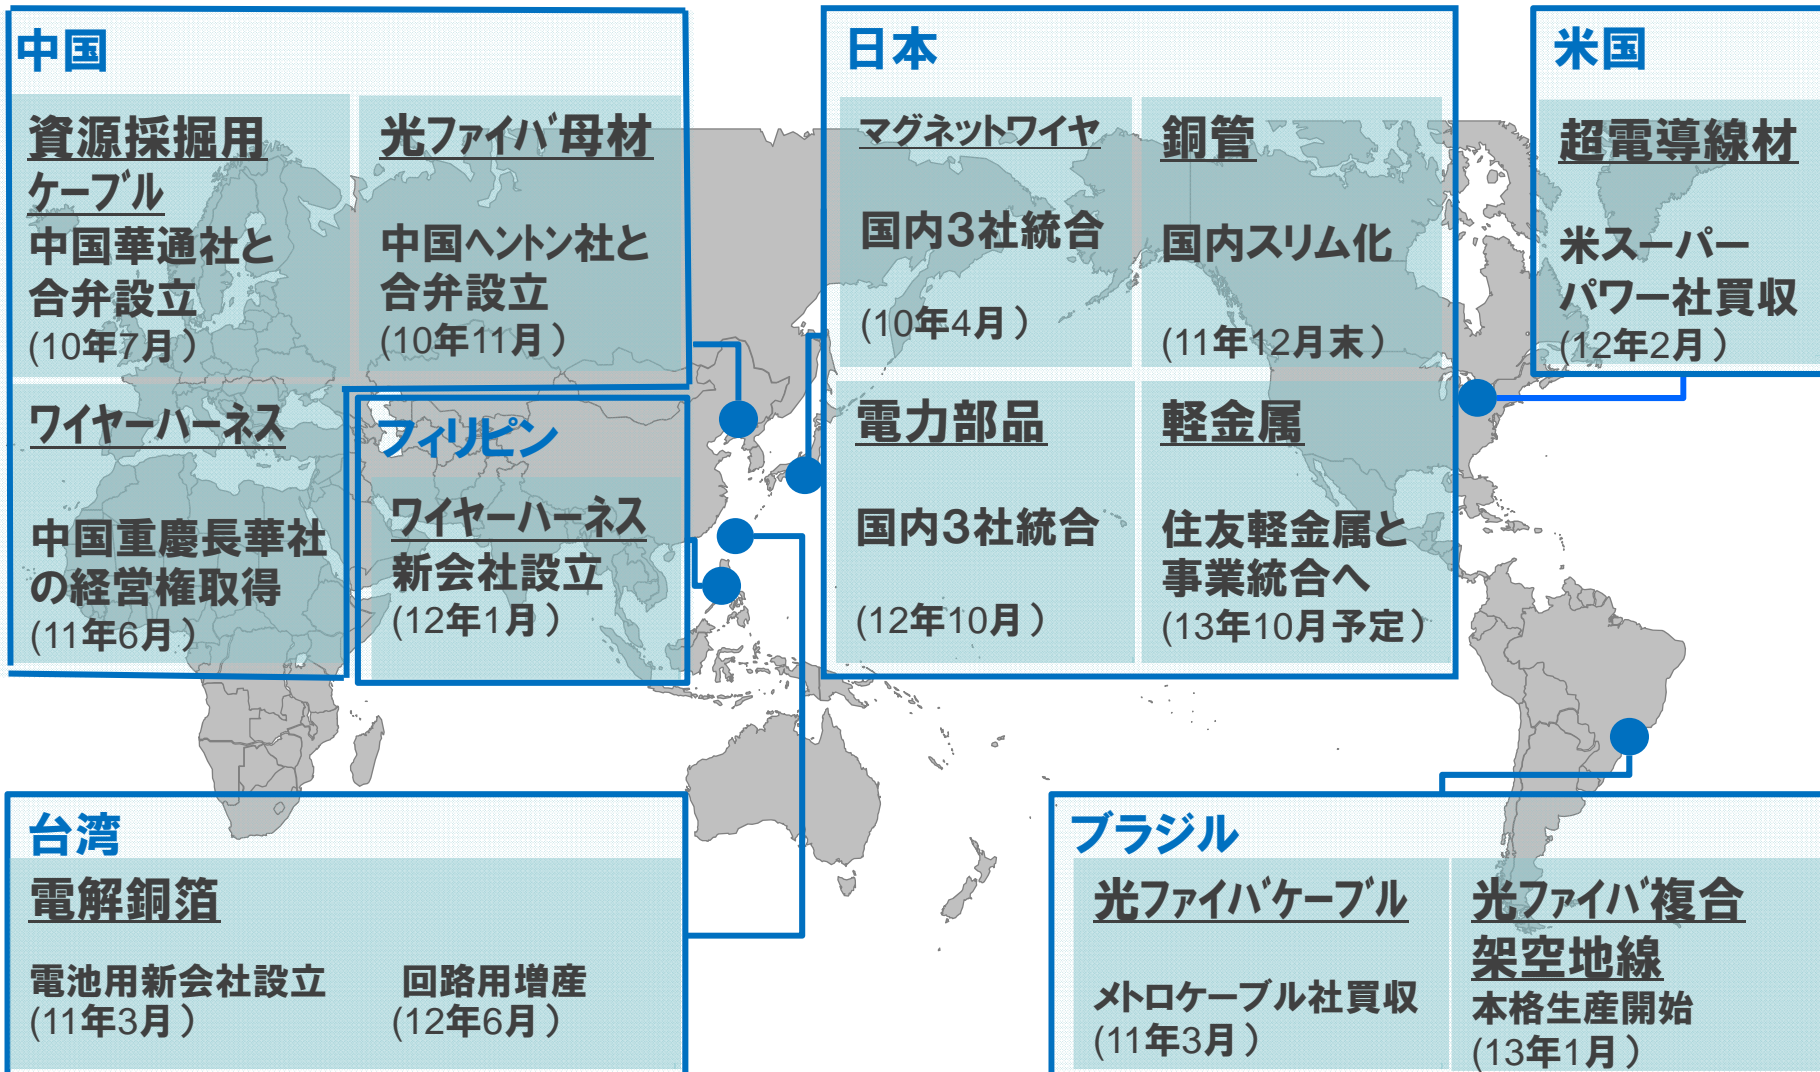 中国
資源採掘用
ケーブル
中国華通社と
合弁設立
(10年7月)
光ファイバ母材
中国ヘントン社と
合弁設立
(10年11月)
ワイヤーハーネス
中国重慶長華社
の経営権取得
(11年6月)
フィリピン
ワイヤーハーネス
新会社設立
(12年1月)
日本
マグネットワイヤ
国内3社統合
(10年4月)
銅管
国内スリム化
(11年12月末)
電力部品
国内3社統合
(12年10月)
軽金属
住友軽金属と
事業統合へ
(13年10月予定)
米国
超電導線材
米スーパー
パワー社買収
(12年2月)
台湾
電解銅箔
電池用新会社設立
(11年3月)
回路用増産
(12年6月)
ブラジル
光ファイバケーブル
メトロケーブル社買収
(11年3月)
光ファイバ複合
架空地線
本格生産開始
(13年1月)